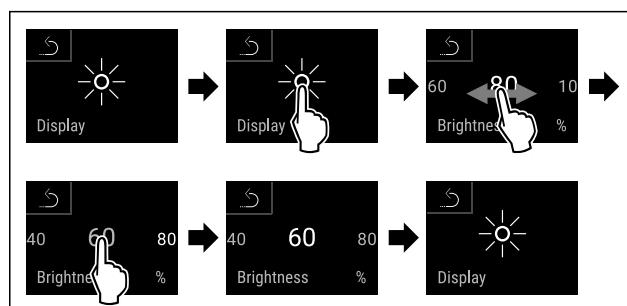 Display
Display
60 80 10
Brightnes %
40 60 80
Brightne %
40 60 80
Brightness %
Display